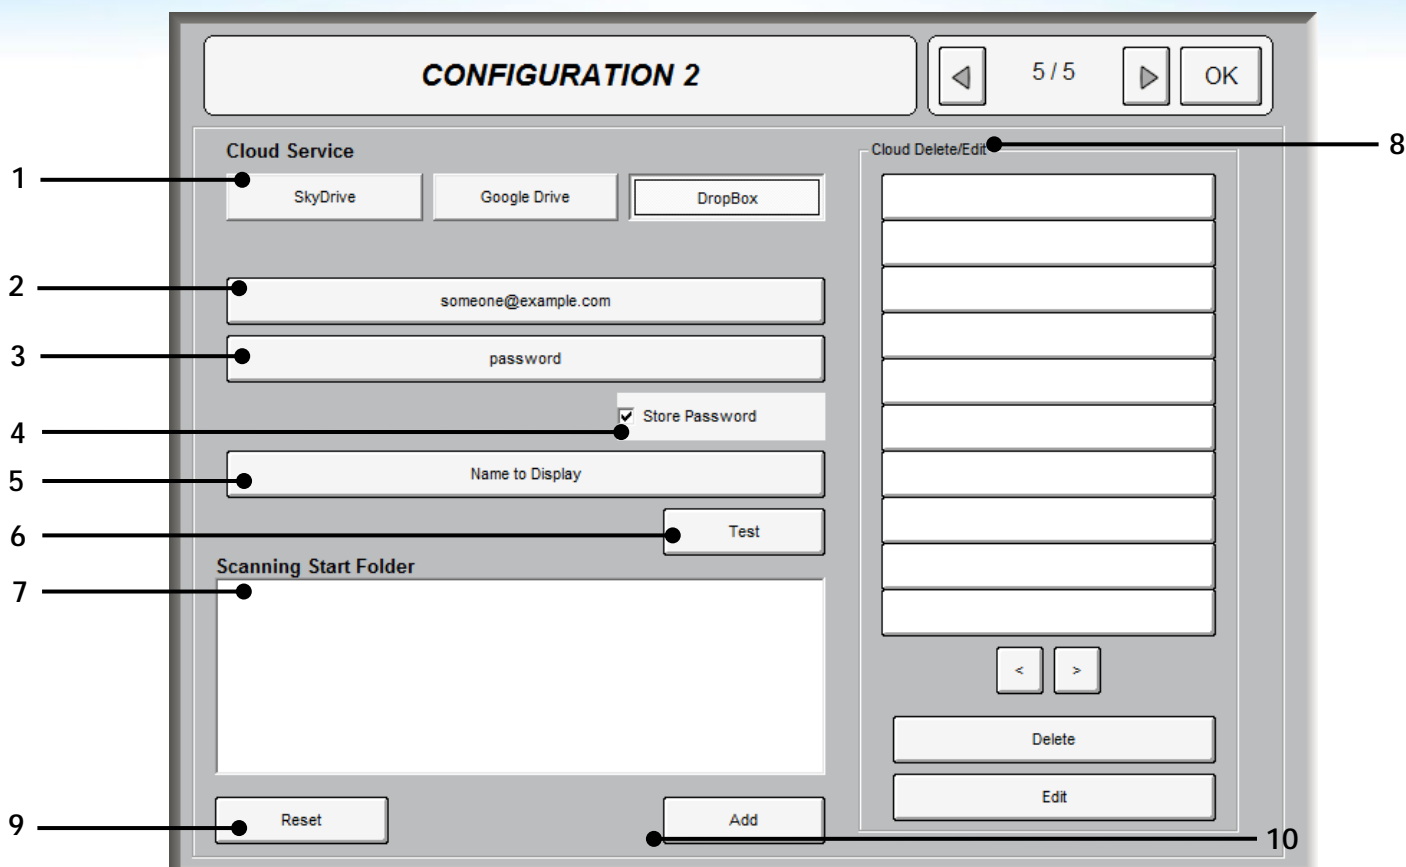 CONFIGURATION 2
5 / 5
OK
Cloud Service
Cloud Delete/Edit
8
1
SkyDrive
Google Drive
DropBox
2
someone@example.com
3
password
Store Password
4
Name to Display
5
6
Test
Scanning Start Folder
7
<
>
Delete
Edit
9
Reset
Add
10